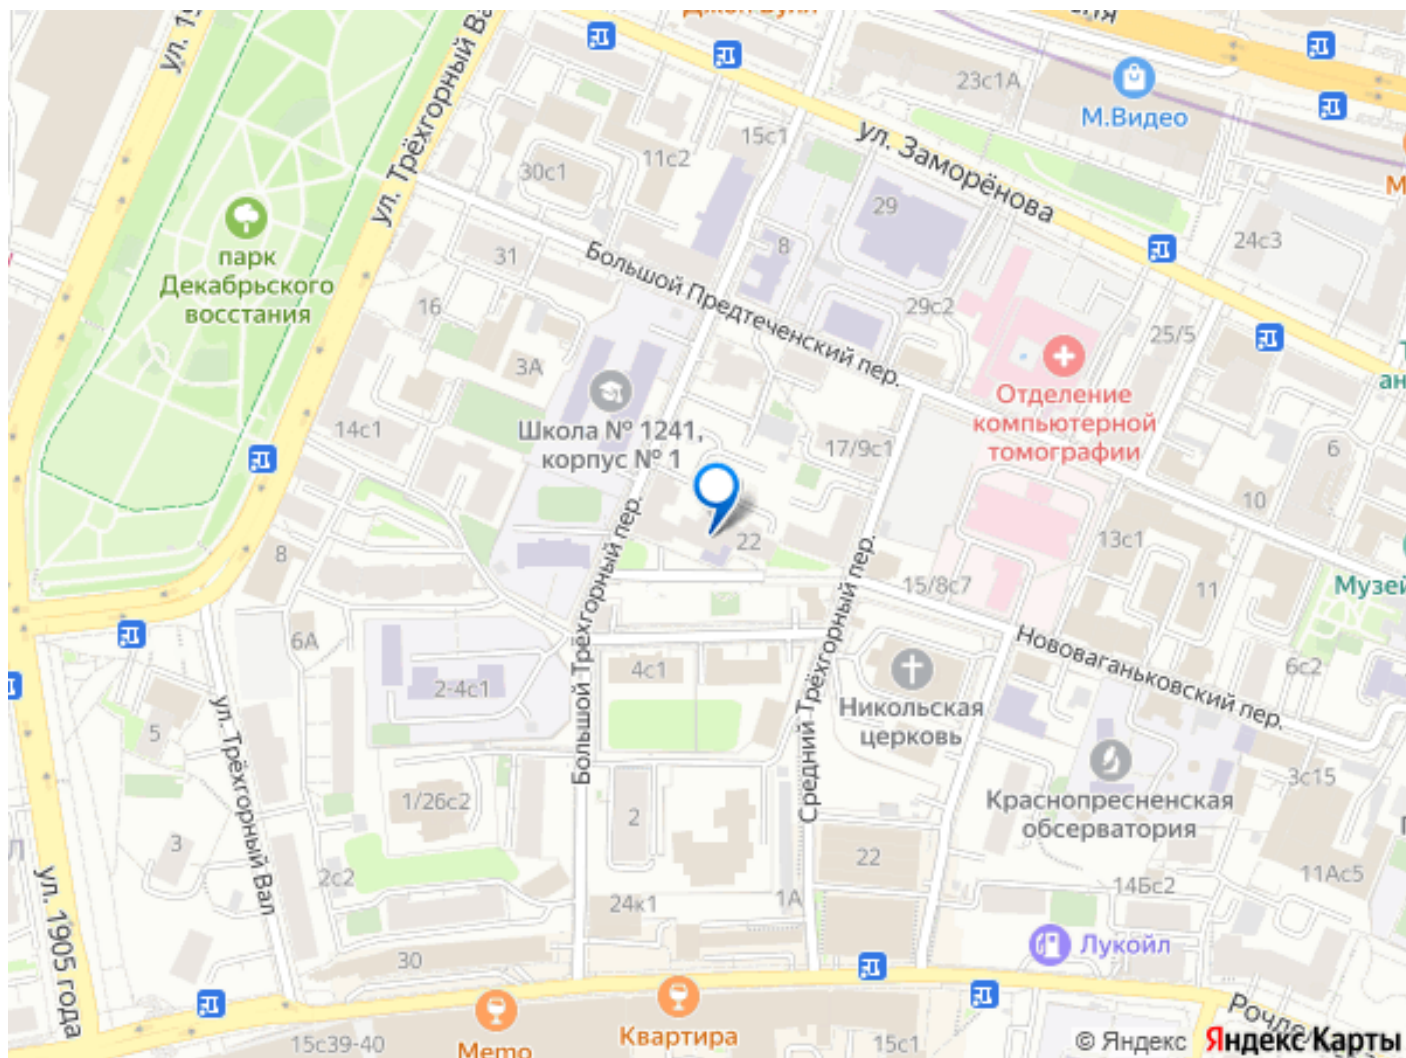 Джон Булл
ул. Трёхгорный Ва
23с1А
М.Видео
15с1
ул. Заморёнова
11с2
30с1
29
8
24с3
парк
Декабрьского
восстания
31
Большой Предтеченский пер.
16
29с2
25/5
3А
Отделение
компьютерной
томографии
14с1
Школа № 1241,
корпус № 1
17/9с1
6
10
22
13с1
8
15/8с7
11
Музей
Большой Трёхгорный пер.
Средний Трёхгорный пер.
Нововаганьковский пер.
6А
4с1
6с2
2-4с1
Никольская
церковь
5
ул. Трёхгорный Вал
3с15
1/26с2
Краснопресненская
обсерватория
2
3
22
2с2
11Ас5
14Бс2
24к1
1А
ул. 1905 года
Лукойл
30
Квартира
Мемо
15с39-40
15с1
© Яндекс
Яндекс Карты